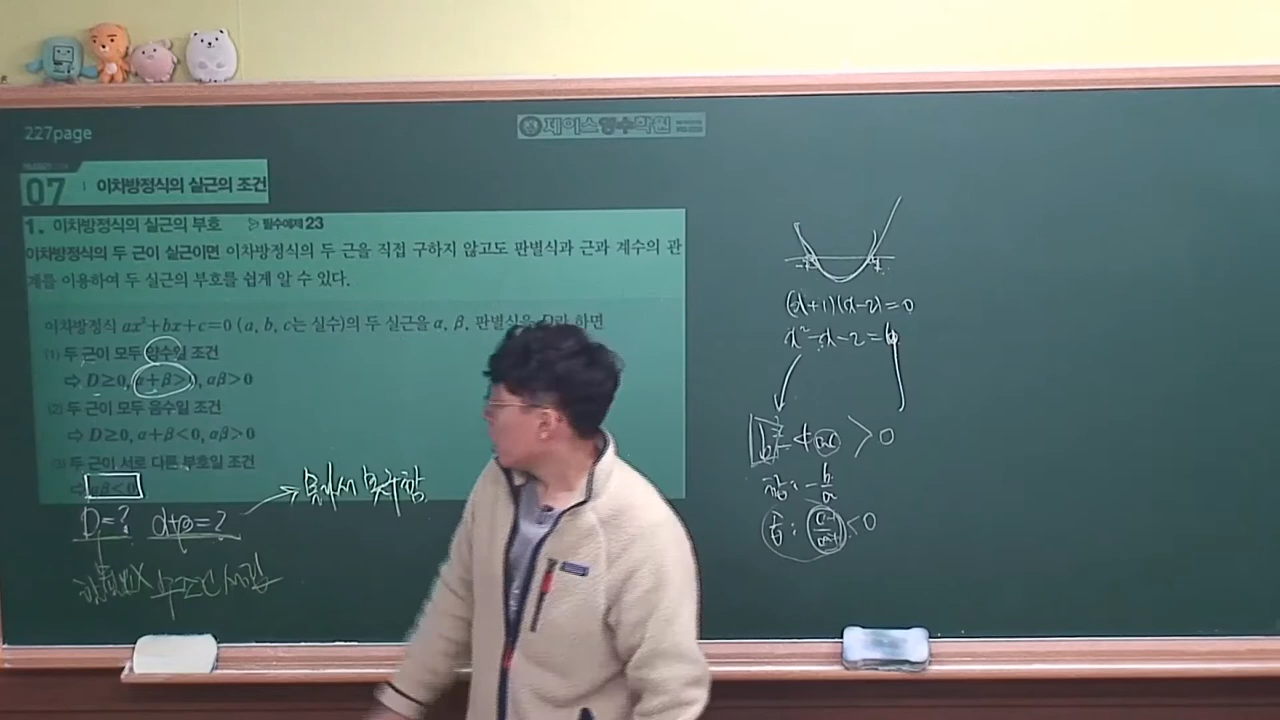 227page
제이스영수학원
07 이차방정식의 실근의 조건
1. 이차방정식의 실근의 부호 ≫ 필수예제 23
이차방정식의 두 근이 실근이면 이차방정식의 두 근을 직접 구하지 않고도 판별식과 근과 계수의 관
계를 이용하여 두 실근의 부호를 쉽게 알 수 있다.
이차방정식 ax²+bx+c=0 (a, b, c는 실수)의 두 실근을 α, β, 판별식을 하면
(1) 두 근이 모두 양수일 조건
⇨ D≥0, α+β>0, αβ>0
(2) 두 근이 모두 음수일 조건
⇨ D≥0, α+β<0, αβ>0
(3) 두 근이 서로 다른 부호일 조건
⇨ αβ<0
D=? α+β=?
(x+1)(x-2)=0
x²-x-2=
>0
합: -b/a
<0